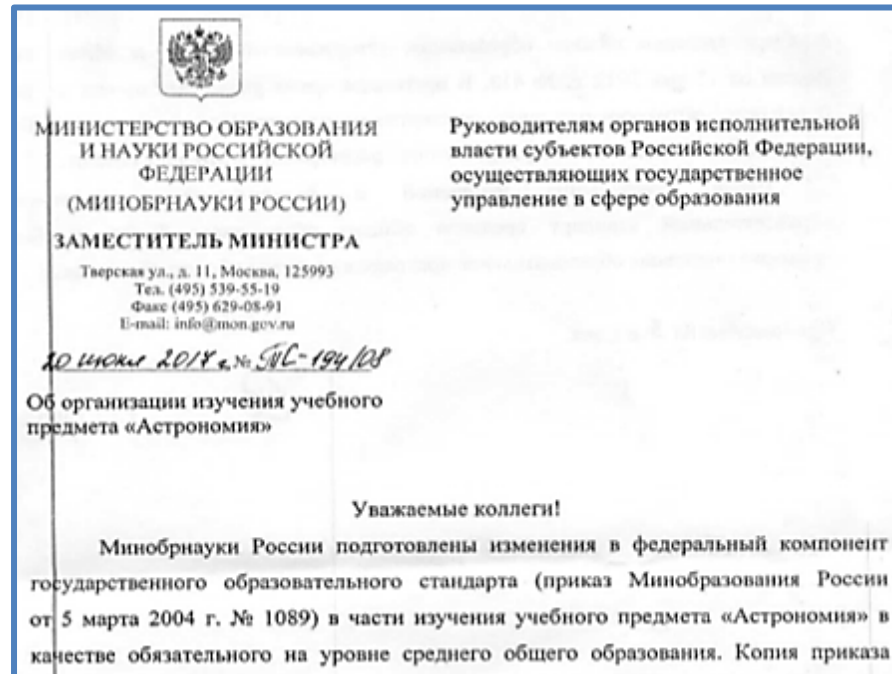 МИНИСТЕРСТВО ОБРАЗОВАНИЯ
И НАУКИ РОССИЙСКОЙ
ФЕДЕРАЦИИ
(МИНОБРНАУКИ РОССИИ)
ЗАМЕСТИТЕЛЬ МИНИСТРА
Тверская ул., д. 11, Москва, 125993
Тел. (495) 539-55-19
Факс (495) 629-08-91
E-mail: info@mon.gov.ru
20 июня 2017 г. № ТС-194/08
Об организации изучения учебного
предмета «Астрономия»
Руководителям органов исполнительной
власти субъектов Российской Федерации,
осуществляющих государственное
управление в сфере образования
Уважаемые коллеги!
Минобрнауки России подготовлены изменения в федеральный компонент
государственного образовательного стандарта (приказ Минобразования России
от 5 марта 2004 г. № 1089) в части изучения учебного предмета «Астрономия» в
качестве обязательного на уровне среднего общего образования. Копия приказа